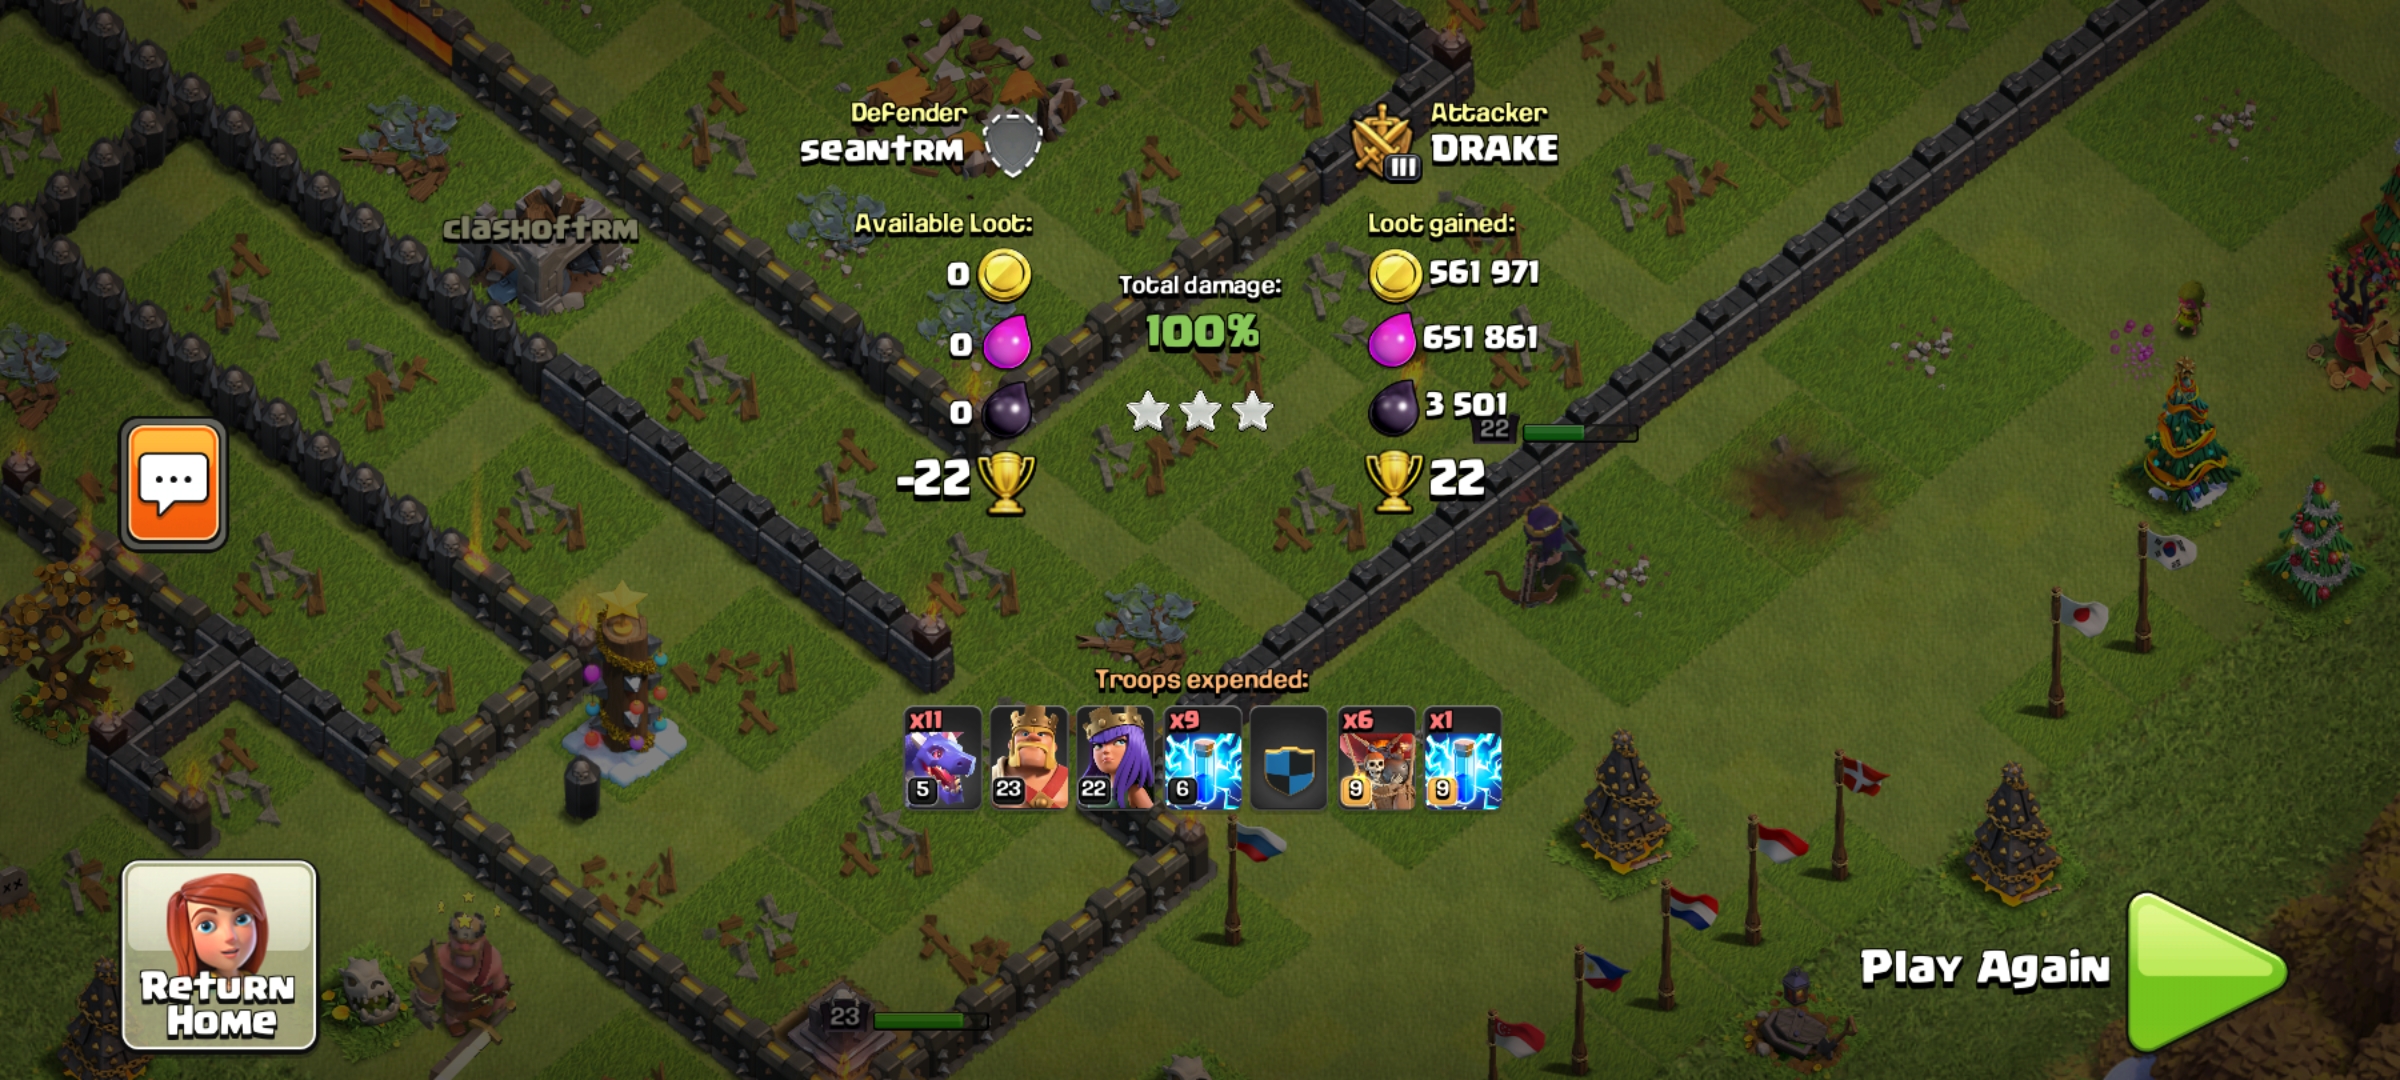 Defender
seantRM
Attacker
DRAKE
III
clashoftRM
Available Loot:
0
0
0
-22
Total damage:
100%
Loot gained:
561 971
651 861
3 501
22
22
Troops expended:
x11
5
23
22
x9
6
x6
9
x1
9
Return
Home
23
Play Again